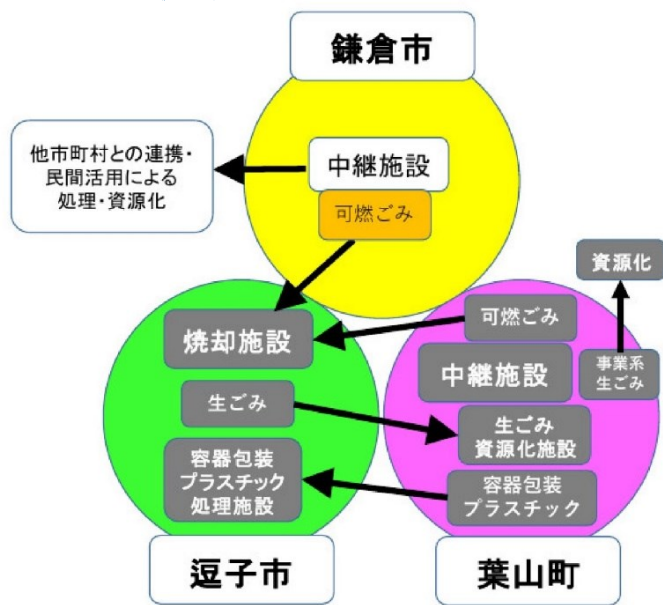 鎌倉市
他市町村との連携・
民間活用による
処理・資源化
中継施設
可燃ごみ
資源化
焼却施設
可燃ごみ
中継施設
事業系
生ごみ
生ごみ
生ごみ
資源化施設
容器包装
プラスチック
処理施設
容器包装
プラスチック
逗子市
葉山町